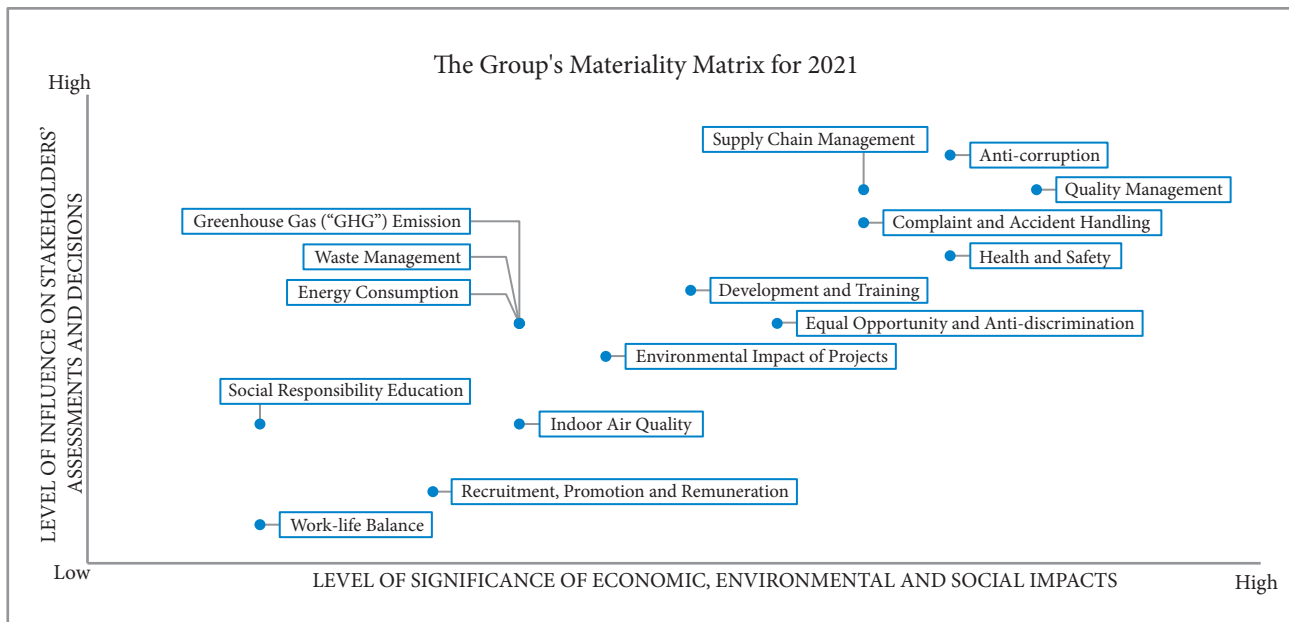 The Group's Materiality Matrix for 2021
High
LEVEL OF INFLUENCE ON STAKEHOLDERS’
ASSESSMENTS AND DECISIONS
Supply Chain Management
Anti-corruption
Quality Management
Greenhouse Gas (“GHG”) Emission
Complaint and Accident Handling
Waste Management
Health and Safety
Energy Consumption
Development and Training
Equal Opportunity and Anti-discrimination
Environmental Impact of Projects
Social Responsibility Education
Indoor Air Quality
Recruitment, Promotion and Remuneration
Work-life Balance
Low
LEVEL OF SIGNIFICANCE OF ECONOMIC, ENVIRONMENTAL AND SOCIAL IMPACTS
High